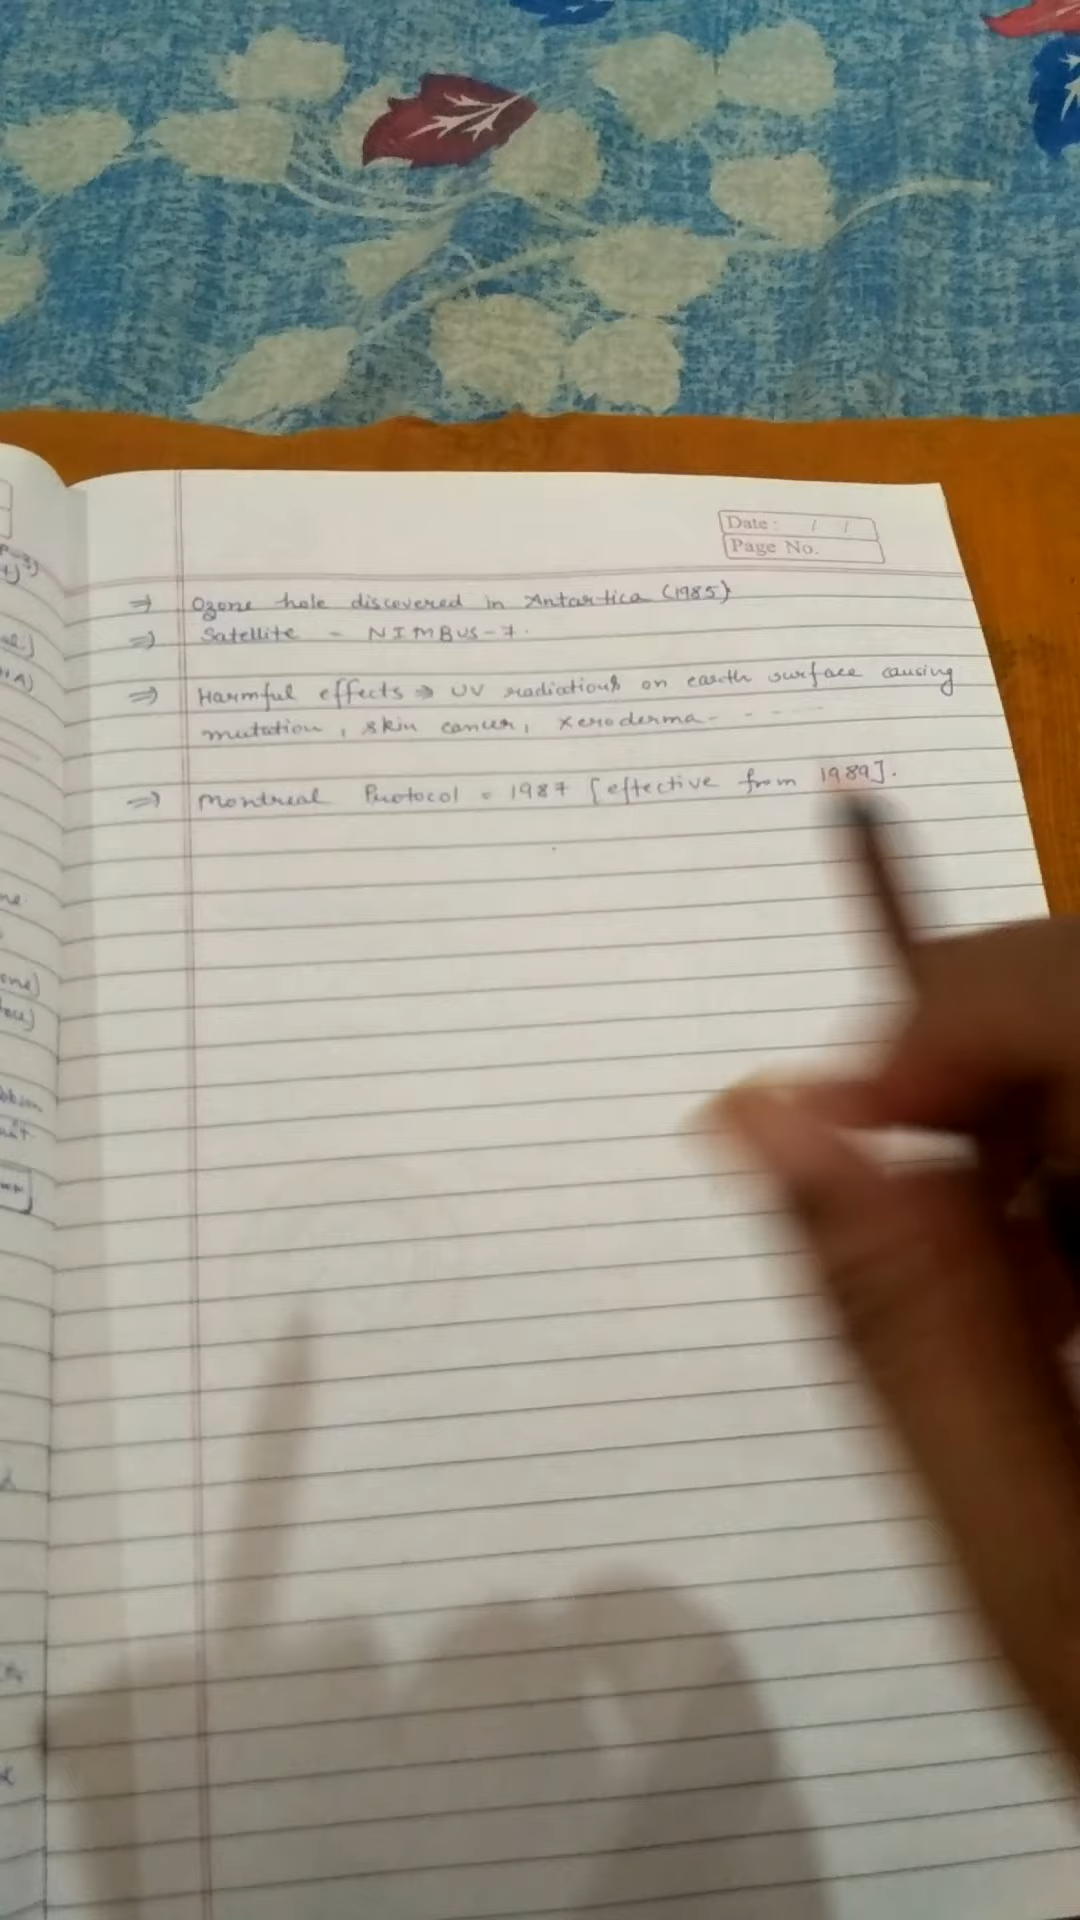 Date: / /
Page No.
⇒ Ozone hole discovered in Antartica (1985)
⇒ Satellite - NIMBUS-7.
⇒ Harmful effects ⇒ UV radiations on earth surface causing
mutation, skin cancer, xeroderma - - - - -
⇒ Montreal Protocol = 1987 [effective from 1989].